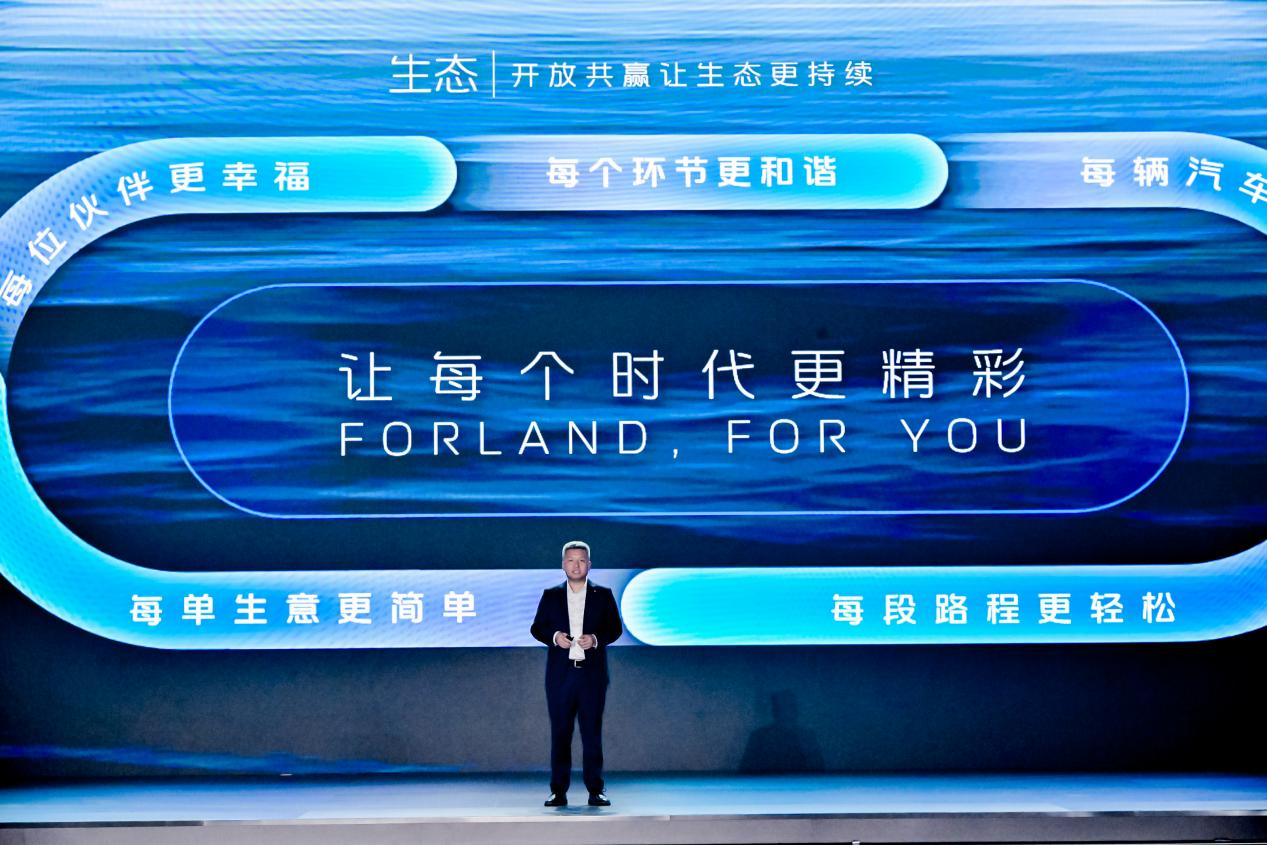 生态 | 开放共赢让生态更持续
每位伙伴更幸福
每个环节更和谐
每辆汽车
让每个时代更精彩
FORLAND, FOR YOU
每单生意更简单
每段路程更轻松